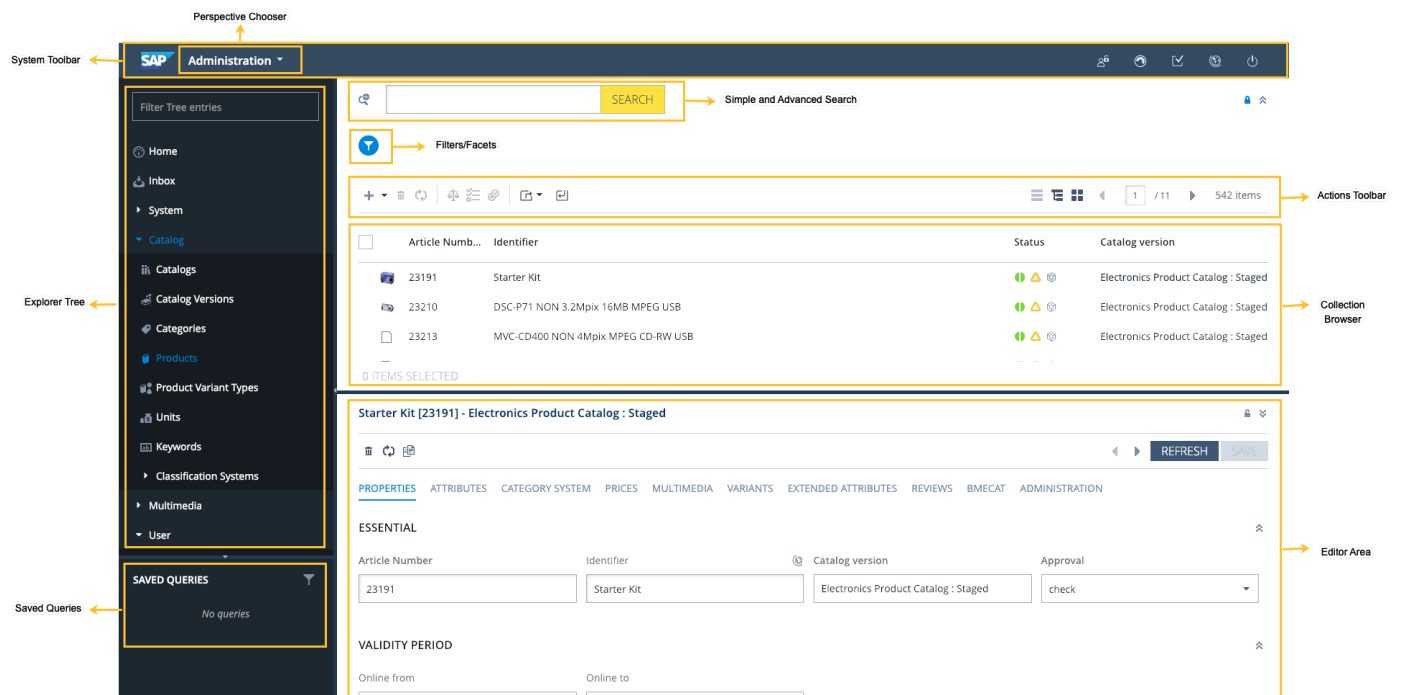 Perspective Chooser
System Toolbar
SAP Administration
Filter Tree entries
SEARCH
Simple and Advanced Search
Home
Filters/Facets
Inbox
System
1 / 11 542 items
Actions Toolbar
Catalog
Article Numb... Identifier Status Catalog version
Catalogs
23191 Starter Kit Electronics Product Catalog : Staged
Explorer Tree
Catalog Versions
23210 DSC-P71 NON 3.2Mpix 16MB MPEG USB Electronics Product Catalog : Staged
Collection
Browser
Categories
23213 MVC-CD400 NON 4Mpix MPEG CD-RW USB Electronics Product Catalog : Staged
Products
0 ITEMS SELECTED
Product Variant Types
Starter Kit [23191] - Electronics Product Catalog : Staged
Units
Keywords
REFRESH SAVE
Classification Systems
PROPERTIES ATTRIBUTES CATEGORY SYSTEM PRICES MULTIMEDIA VARIANTS EXTENDED ATTRIBUTES REVIEWS BMECAT ADMINISTRATION
Multimedia
ESSENTIAL
User
Editor Area
Article Number Identifier Catalog version Approval
SAVED QUERIES
23191 Starter Kit Electronics Product Catalog : Staged check
Saved Queries
No queries
VALIDITY PERIOD
Online from Online to